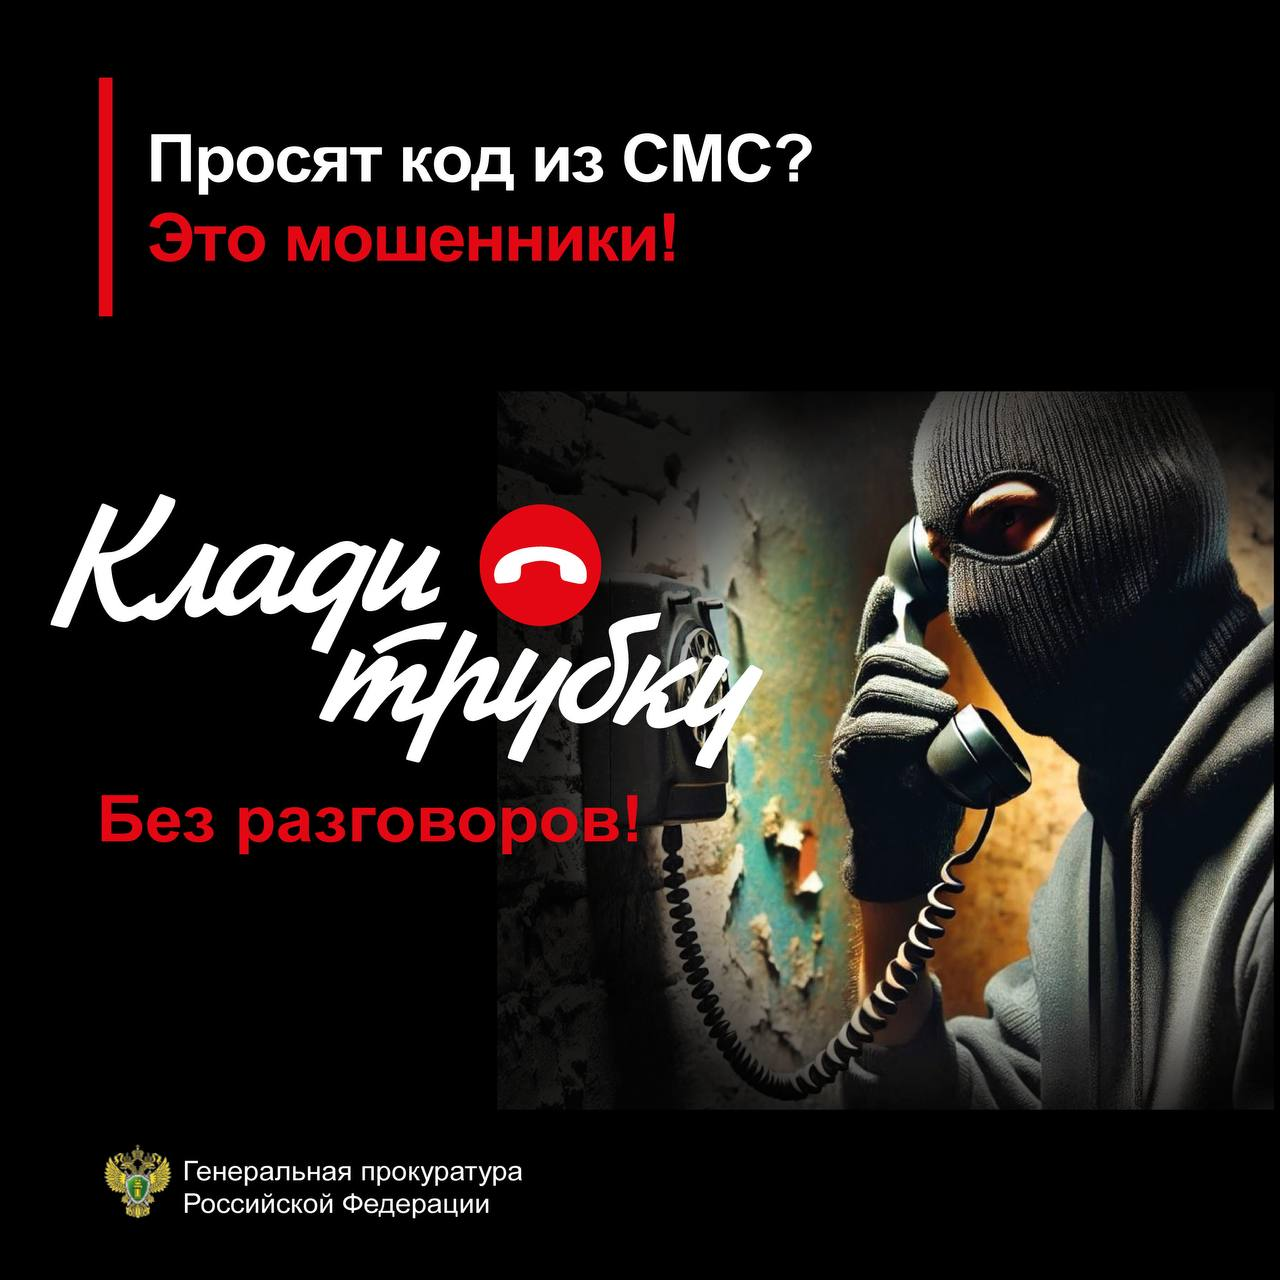 Просят код из СМС?
Это мошенники!
Клади
трубку
Без разговоров!
Генеральная прокуратура
Российской Федерации